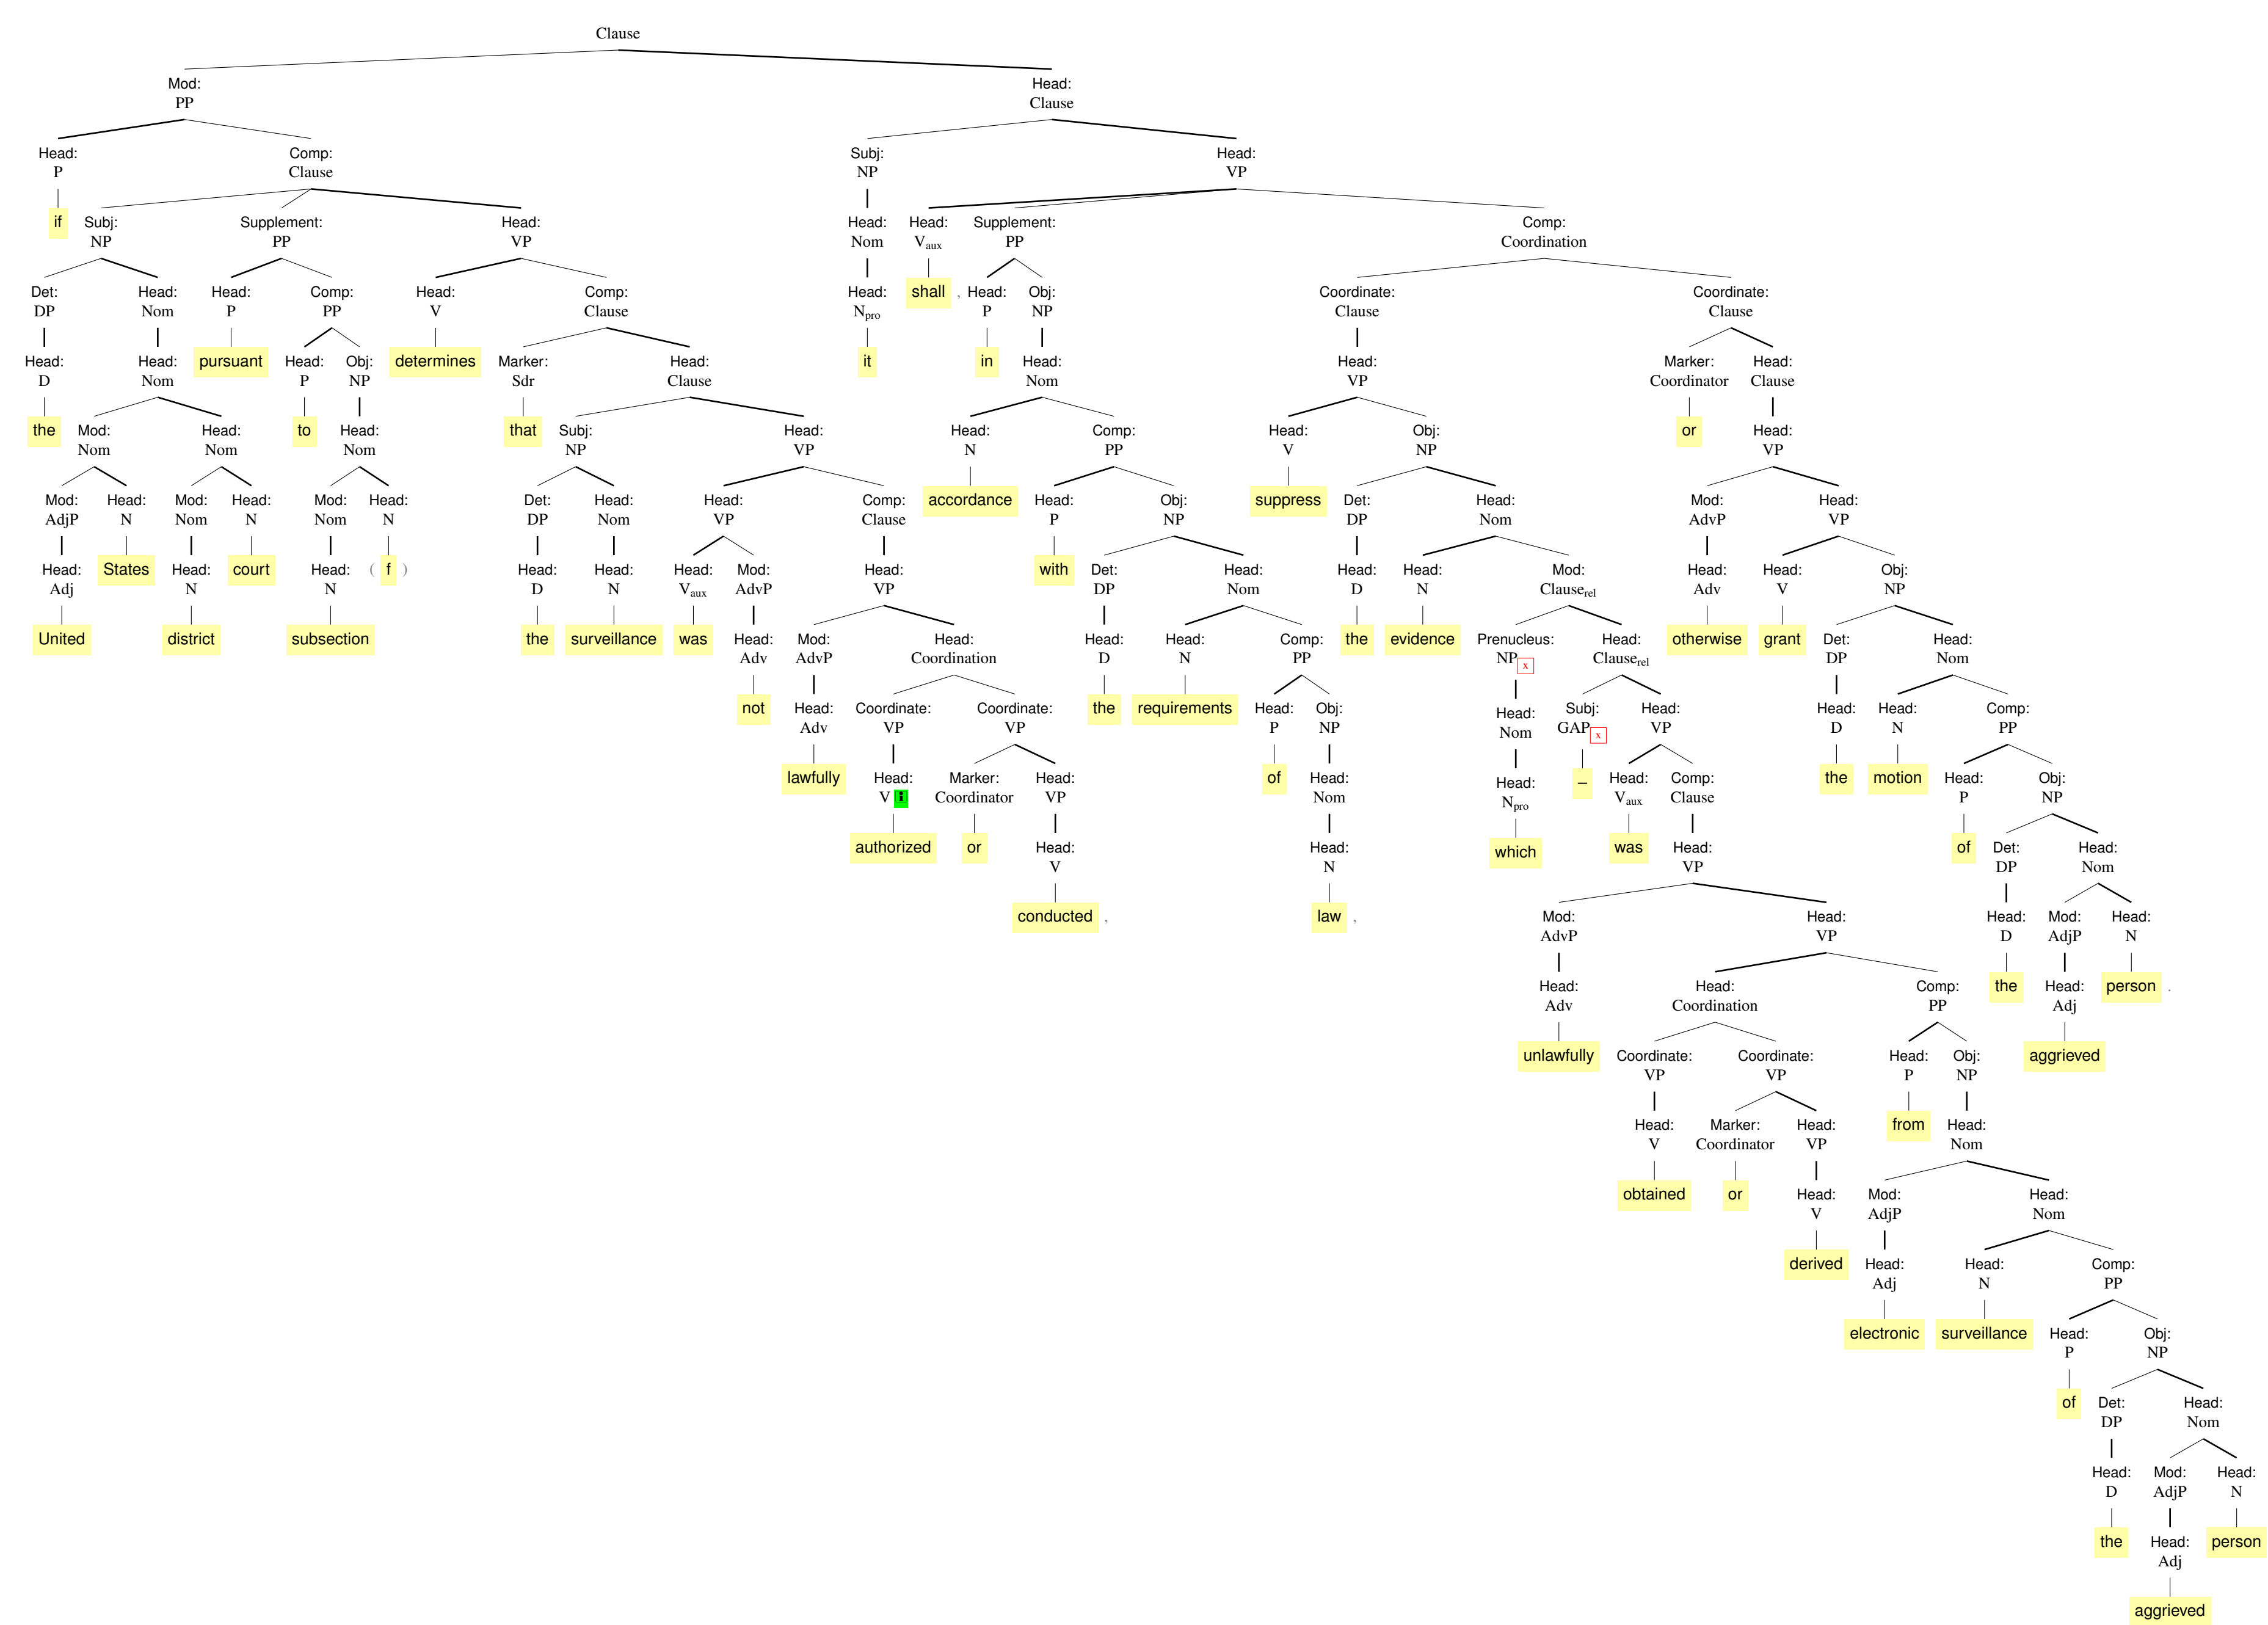 Clause
Mod: Head:
PP Clause
Head: Comp: Subj: Head:
P Clause NP VP
if Subj: Supplement: Head: Head: Head: Supplement: Comp:
NP PP VP Nom Vaux PP Coordination
Det: Head: Head: Comp: Head: Comp: Head: shall , Head: Obj: Coordinate: Coordinate:
DP Nom P PP V Clause Npro P NP Clause Clause
Head: Head: pursuant Head: Obj: determines Marker: Head: it in Head: Head: Marker: Head:
D Nom P NP Sdr Clause Nom VP Coordinator Clause
the Mod: Head: to Head: that Subj: Head: Head: Comp: Head: Obj: or Head:
Nom Nom Nom NP VP N PP V NP VP
Mod: Head: Mod: Head: Mod: Head: Det: Head: Head: Comp: accordance Head: Obj: suppress Det: Head: Mod: Head:
AdjP N Nom N Nom N DP Nom VP Clause P NP DP Nom AdvP VP
Head: States Head: court Head: ( f ) Head: Head: Head: Mod: Head: with Det: Head: Head: Head: Mod: Head: Head: Obj:
Adj N N D N Vaux AdvP VP DP Nom D N Clauserel Adv V NP
United district subsection the surveillance was Head: Mod: Head: Head: Head: Comp: the evidence Prenucleus: Head: otherwise grant Det: Head:
Adv AdvP Coordination D N PP NP x Clauserel DP Nom
not Head: Coordinate: Coordinate: the requirements Head: Obj: Head: Subj: Head: Head: Head: Comp:
Adv VP VP P NP Nom GAP x VP D N PP
lawfully Head: Marker: Head: of Head: Head: – Head: Comp: the motion Head: Obj:
V i Coordinator VP Nom Npro Vaux Clause P NP
authorized or Head: Head: which was Head: of Det: Head:
V N VP DP Nom
conducted , law , Mod: Head: Head: Mod: Head:
AdvP VP D AdjP N
Head: Head: Comp: the Head: person .
Adv Coordination PP Adj
unlawfully Coordinate: Coordinate: Head: Obj: aggrieved
VP VP P NP
Head: Marker: Head: from Head:
V Coordinator VP Nom
obtained or Head: Mod: Head:
V AdjP Nom
derived Head: Head: Comp:
Adj N PP
electronic surveillance Head: Obj:
P NP
of Det: Head:
DP Nom
Head: Mod: Head:
D AdjP N
the Head: person
Adj
aggrieved